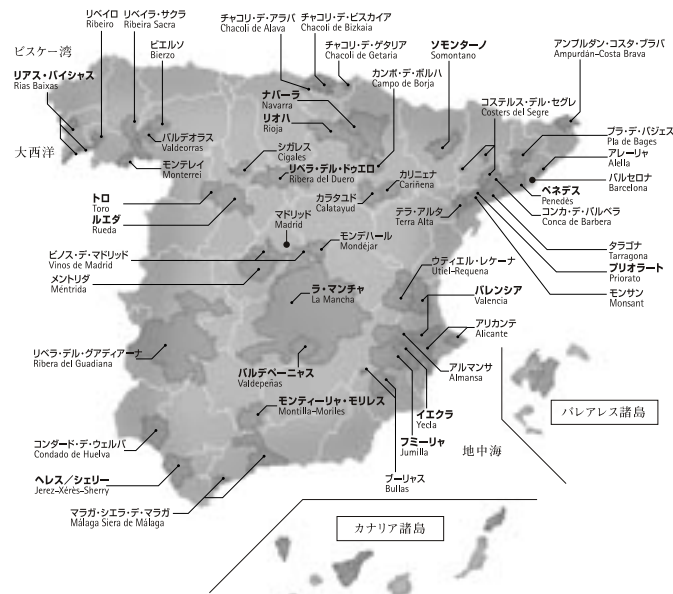 リベイロ
Ribeiro
リベイラ・サクラ
Ribeira Sacra
ビエルソ
Bierzo
チャコリ・デ・アラバ
Chacoli de Alava
チャコリ・デ・ビスカイア
Chacoli de Bizkaia
チャコリ・デ・ゲタリア
Chacoli de Getaria
ソモンターノ
Somontano
アンプルダン・コスタ・ブラバ
Ampurdán–Costa Brava
ビスケー湾
リアス・バイシャス
Rias Baixas
カンポ・デ・ボルハ
Campo de Borja
ナバーラ
Navarra
リオハ
Rioja
コステルス・デル・セグレ
Costers del Segre
プラ・デ・バジェス
Pla de Bages
大西洋
バルデオラス
Valdeorras
モンテレイ
Monterrei
シガレス
Cigales
リベラ・デル・ドゥエロ
Ribera del Duero
カリニェナ
Cariñena
アレーリャ
Alella
バルセロナ
Barcelona
トロ
Toro
ルエダ
Rueda
カラタユド
Calatayud
テラ・アルタ
Terra Alta
ペネデス
Penedés
コンカ・デ・バルベラ
Conca de Barbera
マドリッド
Madrid
モンデハール
Mondéjar
タラゴナ
Tarragona
ビノス・デ・マドリッド
Vinos de Madrid
ウティエル・レケーナ
Utiel–Requena
プリオラート
Priorato
メントリダ
Méntrida
ラ・マンチャ
La Mancha
バレンシア
Valencia
モンサン
Monsant
アリカンテ
Alicante
リベラ・デル・グアディアーナ
Ribera del Guadiana
バルデペーニャス
Valdepeñas
アルマンサ
Almansa
モンティーリャ・モリレス
Montilla–Moriles
イエクラ
Yecla
バレアレス諸島
コンダード・デ・ウェルバ
Condado de Huelva
フミーリャ
Jumilla
地中海
ヘレス／シェリー
Jerez–Xérès–Sherry
ブーリャス
Bullas
マラガ・シエラ・デ・マラガ
Málaga Siera de Málaga
カナリア諸島